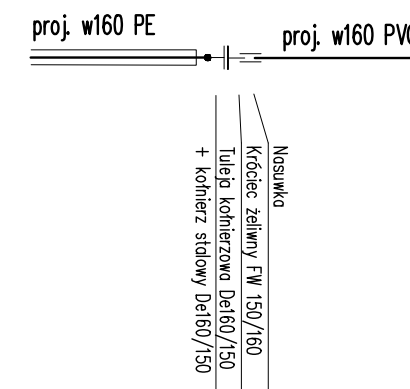 proj. w160 PE
proj. w160 PVC
Nasuwka
Króciec żeliwny FW 150/160
Tuleja kołnierzowa De160/150
+ kołnierz stalowy De160/150